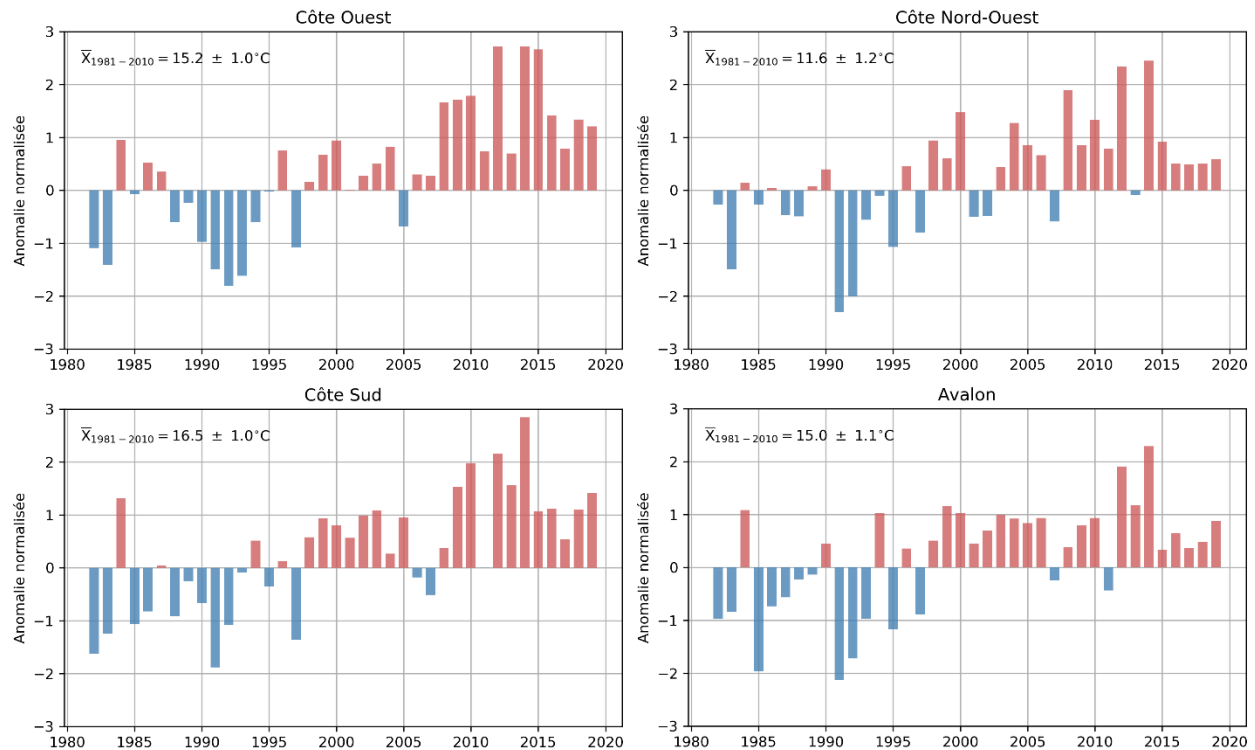 Côte Ouest
X̅1981 − 2010 = 15.2 ± 1.0°C
Anomalie normalisée
3
2
1
0
−1
−2
−3
1980 1985 1990 1995 2000 2005 2010 2015 2020
Côte Nord-Ouest
X̅1981 − 2010 = 11.6 ± 1.2°C
Anomalie normalisée
3
2
1
0
−1
−2
−3
1980 1985 1990 1995 2000 2005 2010 2015 2020
Côte Sud
X̅1981 − 2010 = 16.5 ± 1.0°C
Anomalie normalisée
3
2
1
0
−1
−2
−3
1980 1985 1990 1995 2000 2005 2010 2015 2020
Avalon
X̅1981 − 2010 = 15.0 ± 1.1°C
Anomalie normalisée
3
2
1
0
−1
−2
−3
1980 1985 1990 1995 2000 2005 2010 2015 2020